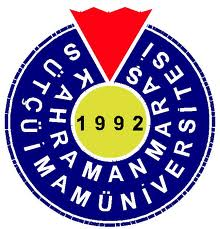 KAHRAMANMARAŞ
SÜTÇÜ İMAM ÜNİVERSİTESİ
1992